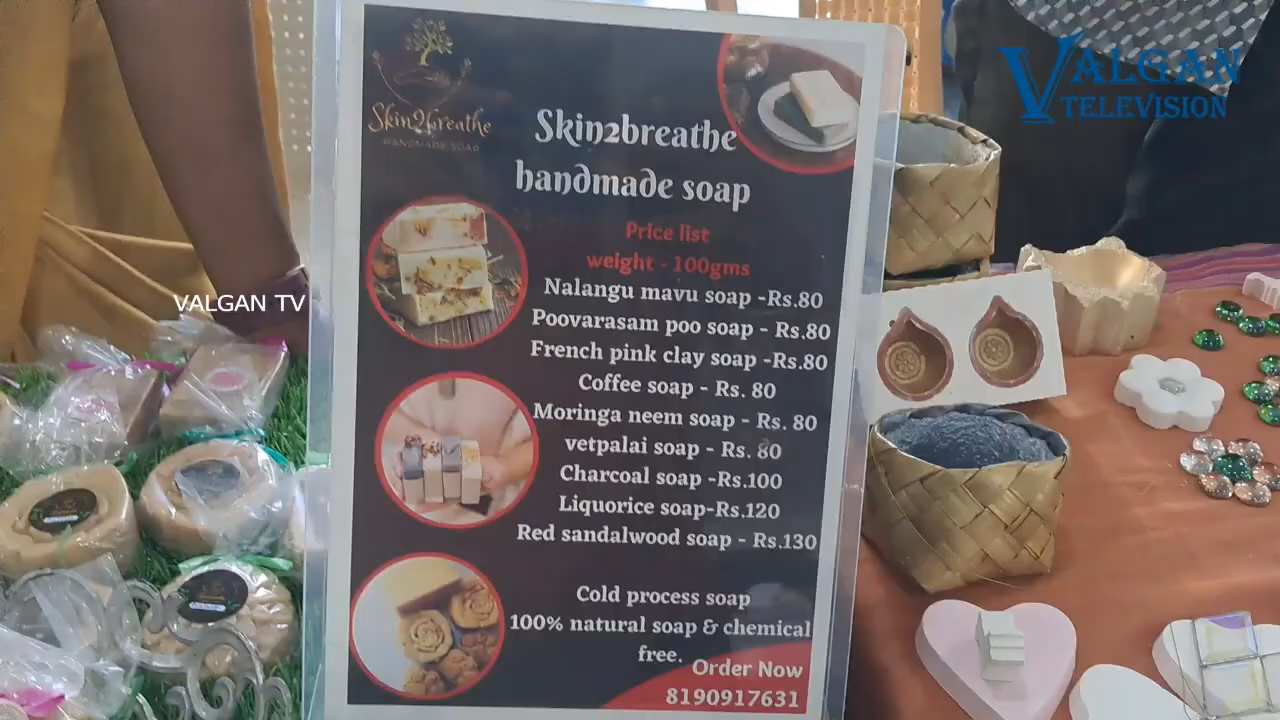 VALGAN
TELEVISION
VALGAN TV
Skin2breathe
HANDMADE SOAP
Skin2breathe
handmade soap
Price list
weight - 100gms
Nalangu mavu soap -Rs.80
Poovarasam poo soap - Rs.80
French pink clay soap -Rs.80
Coffee soap - Rs. 80
Moringa neem soap - Rs. 80
vetpalai soap - Rs. 80
Charcoal soap -Rs.100
Liquorice soap-Rs.120
Red sandalwood soap - Rs.130
Cold process soap
100% natural soap & chemical
free.
Order Now
8190917631